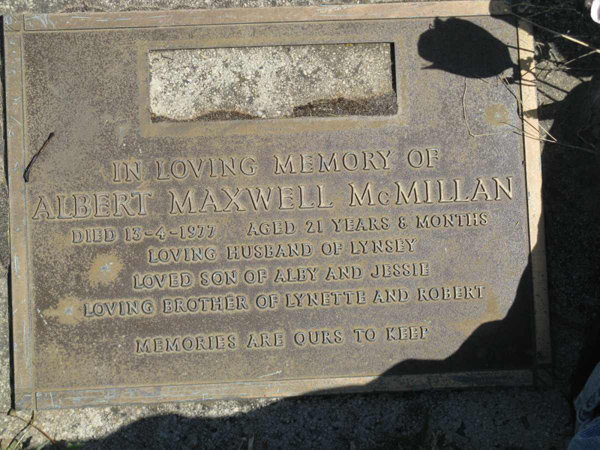 IN LOVING MEMORY OF
ALBERT MAXWELL McMILLAN
DIED 13-4-1977 AGED 21 YEARS 8 MONTHS
LOVING HUSBAND OF LYNSEY
LOVED SON OF ALBY AND JESSIE
LOVING BROTHER OF LYNETTE AND ROBERT
MEMORIES ARE OURS TO KEEP